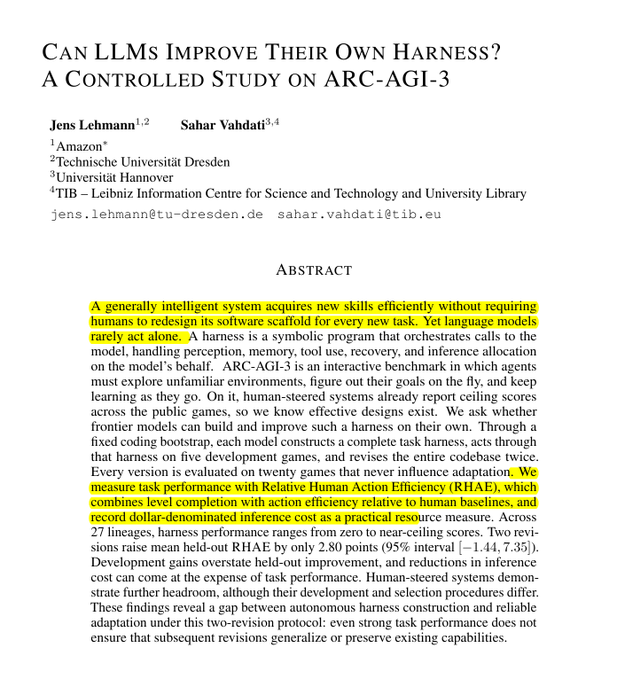 CAN LLMS IMPROVE THEIR OWN HARNESS?
A CONTROLLED STUDY ON ARC-AGI-3
Jens Lehmann1,2 Sahar Vahdati3,4
1Amazon*
2Technische Universität Dresden
3Universität Hannover
4TIB – Leibniz Information Centre for Science and Technology and University Library
jens.lehmann@tu-dresden.de sahar.vahdati@tib.eu
ABSTRACT
A generally intelligent system acquires new skills efficiently without requiring
humans to redesign its software scaffold for every new task. Yet language models
rarely act alone. A harness is a symbolic program that orchestrates calls to the
model, handling perception, memory, tool use, recovery, and inference allocation
on the model's behalf. ARC-AGI-3 is an interactive benchmark in which agents
must explore unfamiliar environments, figure out their goals on the fly, and keep
learning as they go. On it, human-steered systems already report ceiling scores
across the public games, so we know effective designs exist. We ask whether
frontier models can build and improve such a harness on their own. Through a
fixed coding bootstrap, each model constructs a complete task harness, acts through
that harness on five development games, and revises the entire codebase twice.
Every version is evaluated on twenty games that never influence adaptation. We
measure task performance with Relative Human Action Efficiency (RHAE), which
combines level completion with action efficiency relative to human baselines, and
record dollar-denominated inference cost as a practical resource measure. Across
27 lineages, harness performance ranges from zero to near-ceiling scores. Two revi-
sions raise mean held-out RHAE by only 2.80 points (95% interval [−1.44, 7.35]).
Development gains overstate held-out improvement, and reductions in inference
cost can come at the expense of task performance. Human-steered systems demon-
strate further headroom, although their development and selection procedures differ.
These findings reveal a gap between autonomous harness construction and reliable
adaptation under this two-revision protocol: even strong task performance does not
ensure that subsequent revisions generalize or preserve existing capabilities.